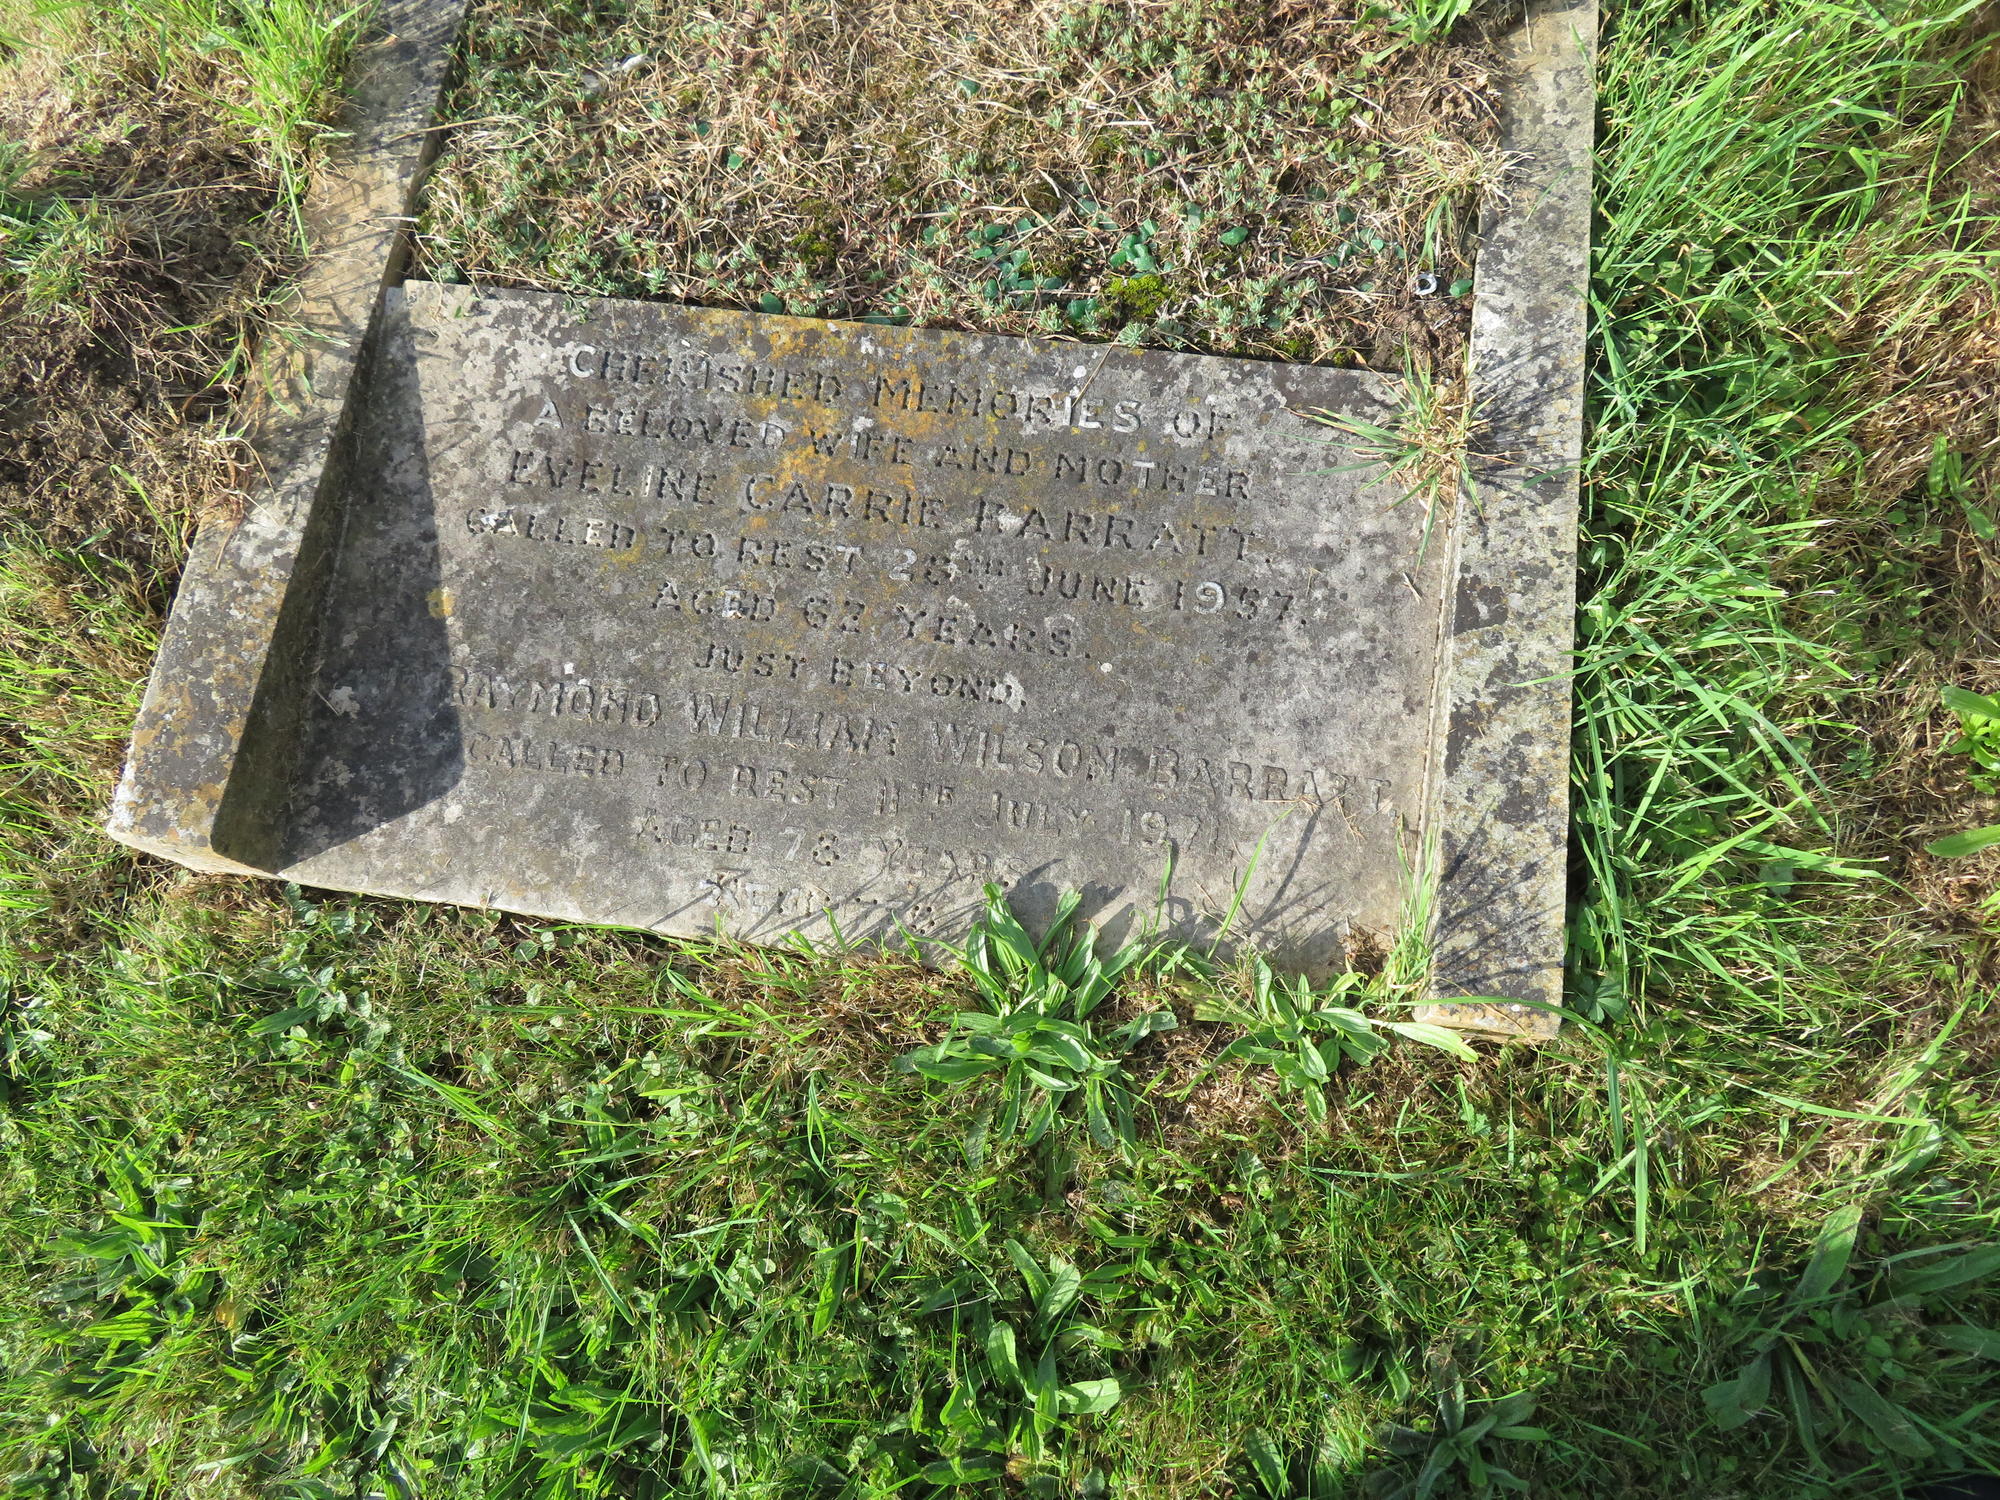 CHERISHED MEMORIES OF
A BELOVED WIFE AND MOTHER
EVELINE CARRIE BARRATT.
CALLED TO REST 28TH JUNE 1957.
AGED 62 YEARS.
JUST BEYOND.
RAYMOND WILLIAM WILSON BARRATT
CALLED TO REST 11TH JULY 1971,
AGED 78 YEARS